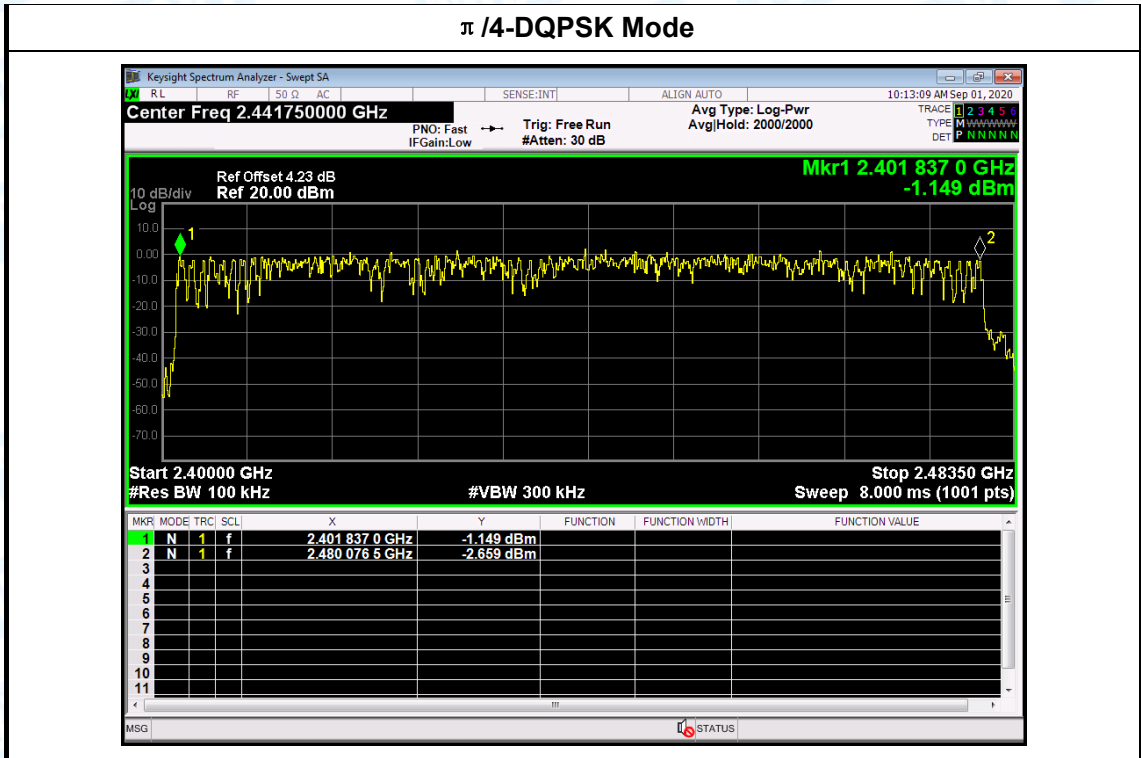 π/4-DQPSK Mode
Keysight Spectrum Analyzer - Swept SA
LXI RL RF 50 Ω AC SENSE:INT ALIGN AUTO 10:13:09 AM Sep 01, 2020
Center Freq 2.441750000 GHz Avg Type: Log-Pwr TRACE 1 2 3 4 5 6
PNO: Fast Trig: Free Run Avg|Hold: 2000/2000 TYPE M WWWWW
IFGain:Low #Atten: 30 dB DET P N N N N N
Mkr1 2.401 837 0 GHz
Ref Offset 4.23 dB
10 dB/div Ref 20.00 dBm -1.149 dBm
Log
10.0
1
2
0.00
-10.0
-20.0
-30.0
-40.0
-50.0
-60.0
-70.0
Start 2.40000 GHz Stop 2.48350 GHz
#Res BW 100 kHz #VBW 300 kHz Sweep 8.000 ms (1001 pts)
MKR MODE TRC SCL X Y FUNCTION FUNCTION WIDTH FUNCTION VALUE
1 N 1 f 2.401 837 0 GHz -1.149 dBm
2 N 1 f 2.480 076 5 GHz -2.659 dBm
3
4
5
6
7
8
9
10
11
MSG STATUS